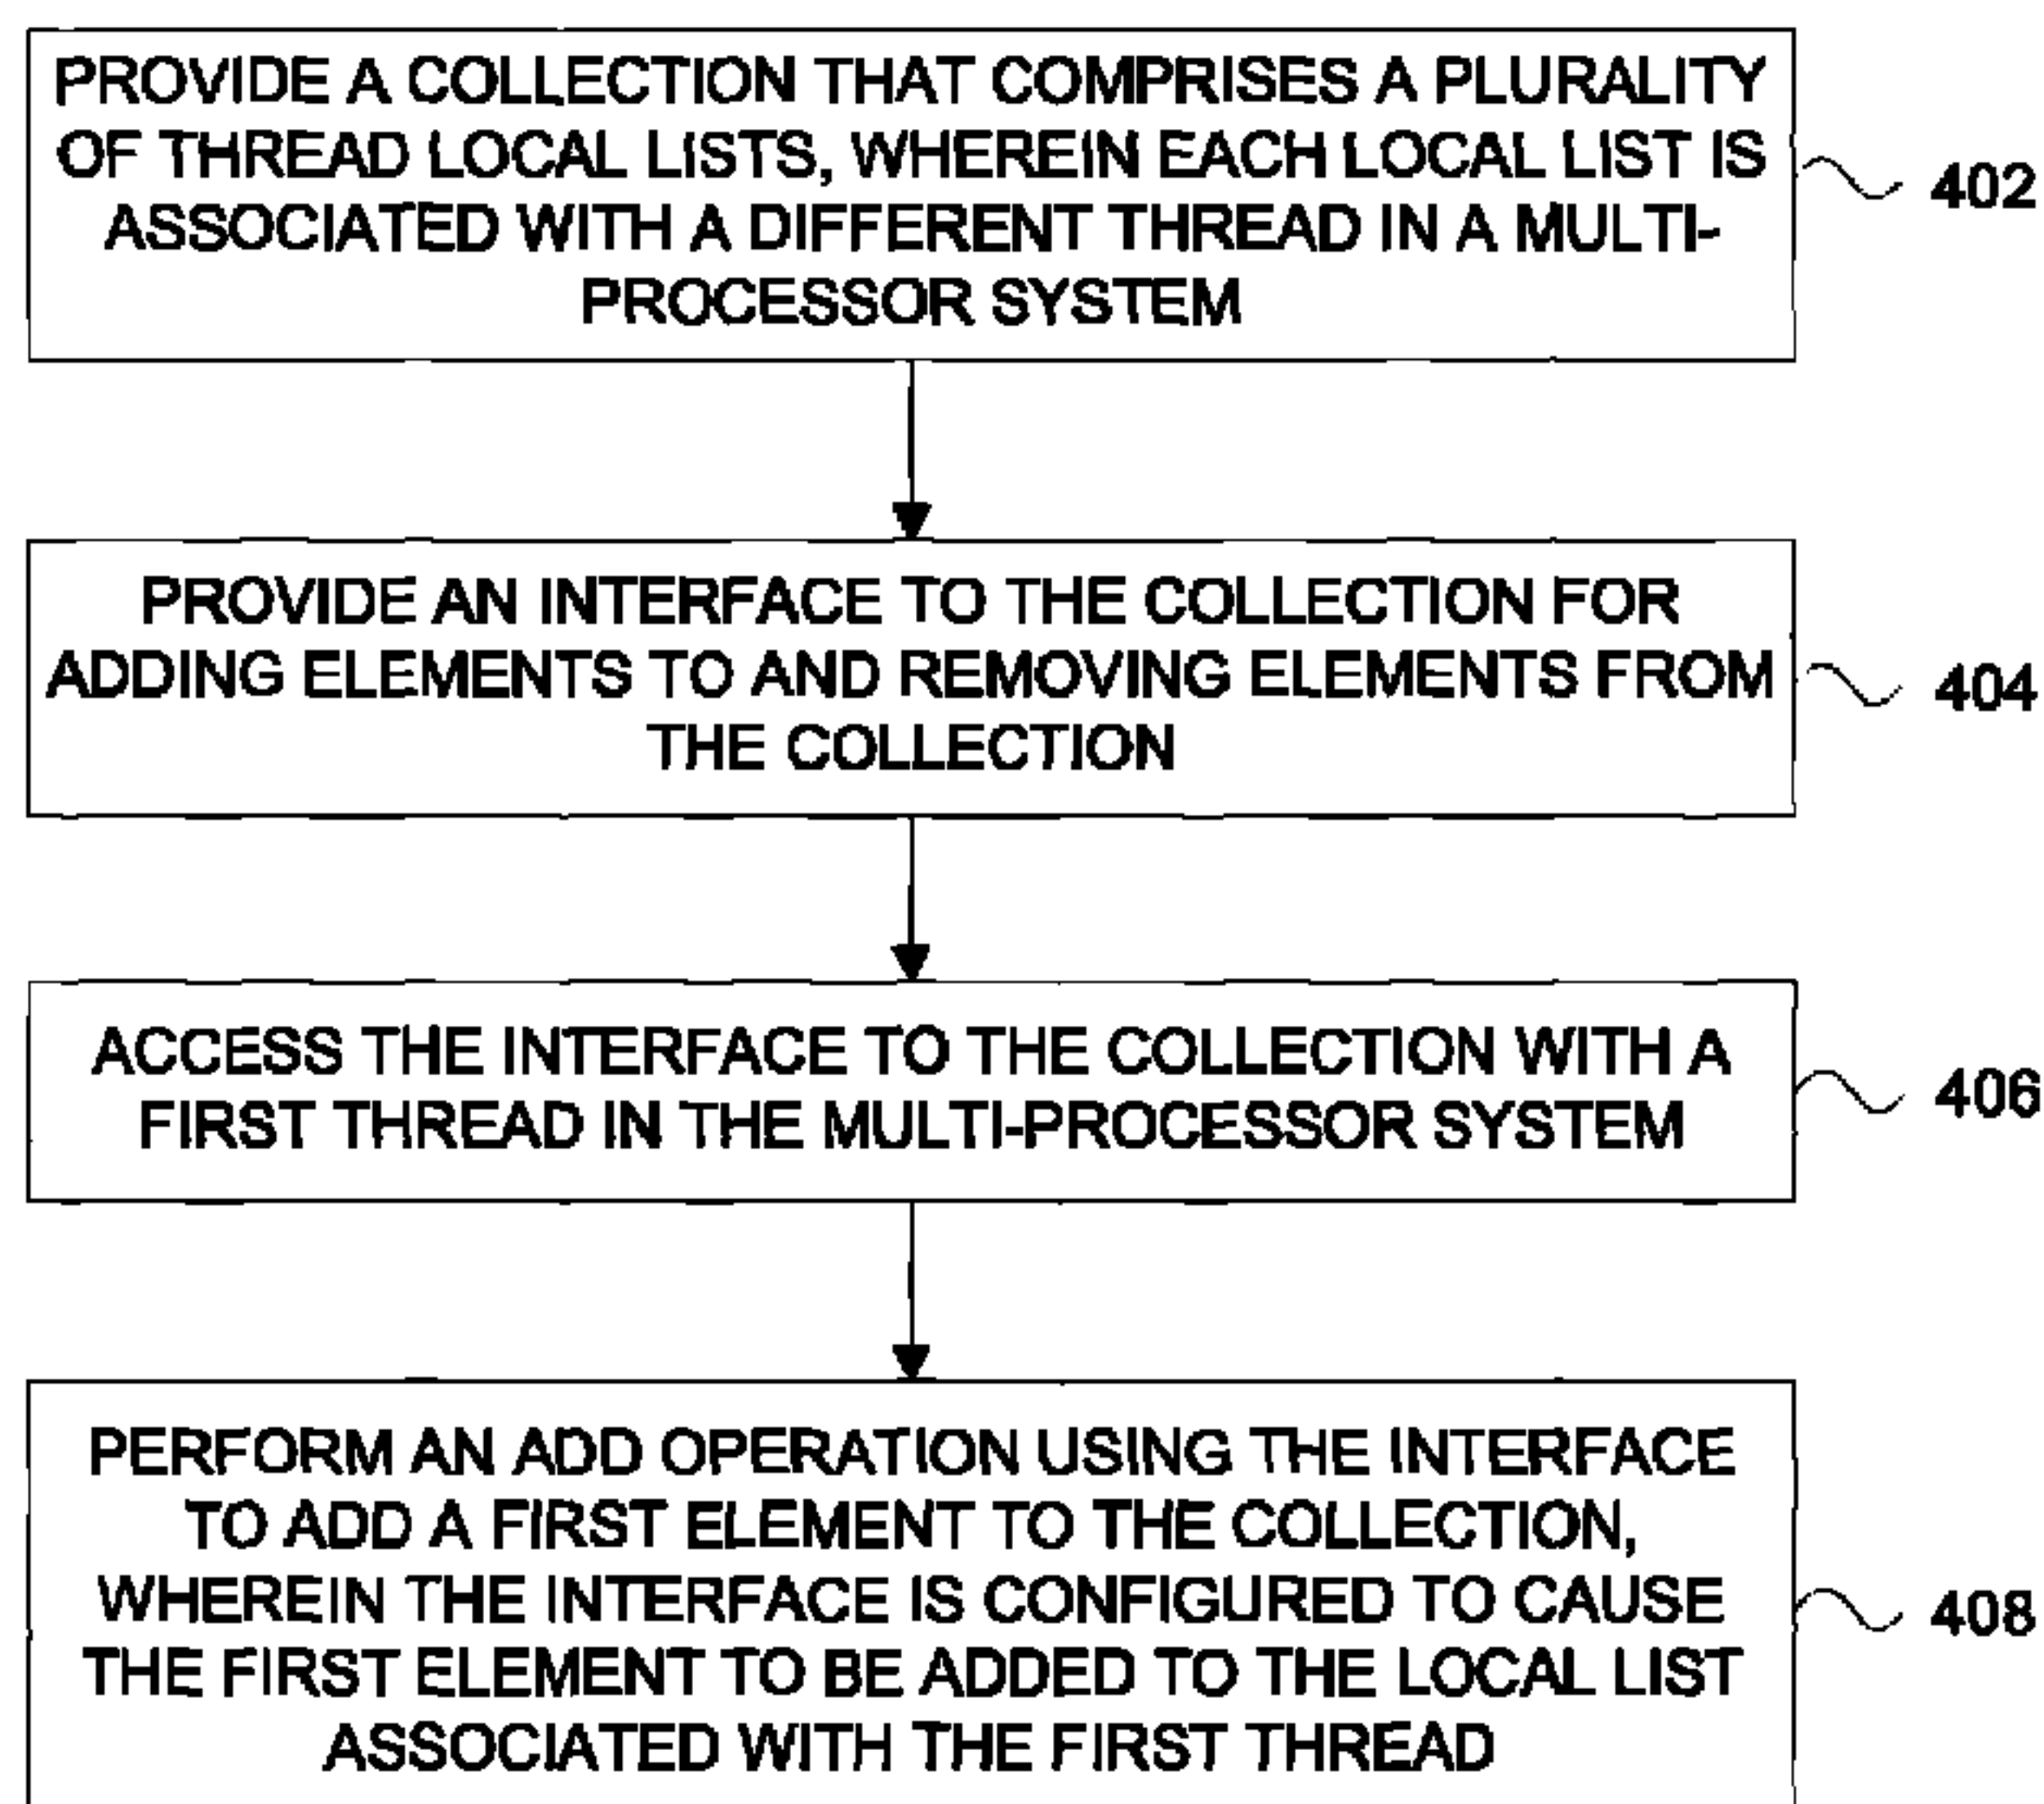 PROVIDE A COLLECTION THAT COMPRISES A PLURALITY
OF THREAD LOCAL LISTS, WHEREIN EACH LOCAL LIST IS
ASSOCIATED WITH A DIFFERENT THREAD IN A MULTI-
PROCESSOR SYSTEM
402
PROVIDE AN INTERFACE TO THE COLLECTION FOR
ADDING ELEMENTS TO AND REMOVING ELEMENTS FROM
THE COLLECTION
404
ACCESS THE INTERFACE TO THE COLLECTION WITH A
FIRST THREAD IN THE MULTI-PROCESSOR SYSTEM
406
PERFORM AN ADD OPERATION USING THE INTERFACE
TO ADD A FIRST ELEMENT TO THE COLLECTION,
WHEREIN THE INTERFACE IS CONFIGURED TO CAUSE
THE FIRST ELEMENT TO BE ADDED TO THE LOCAL LIST
ASSOCIATED WITH THE FIRST THREAD
408